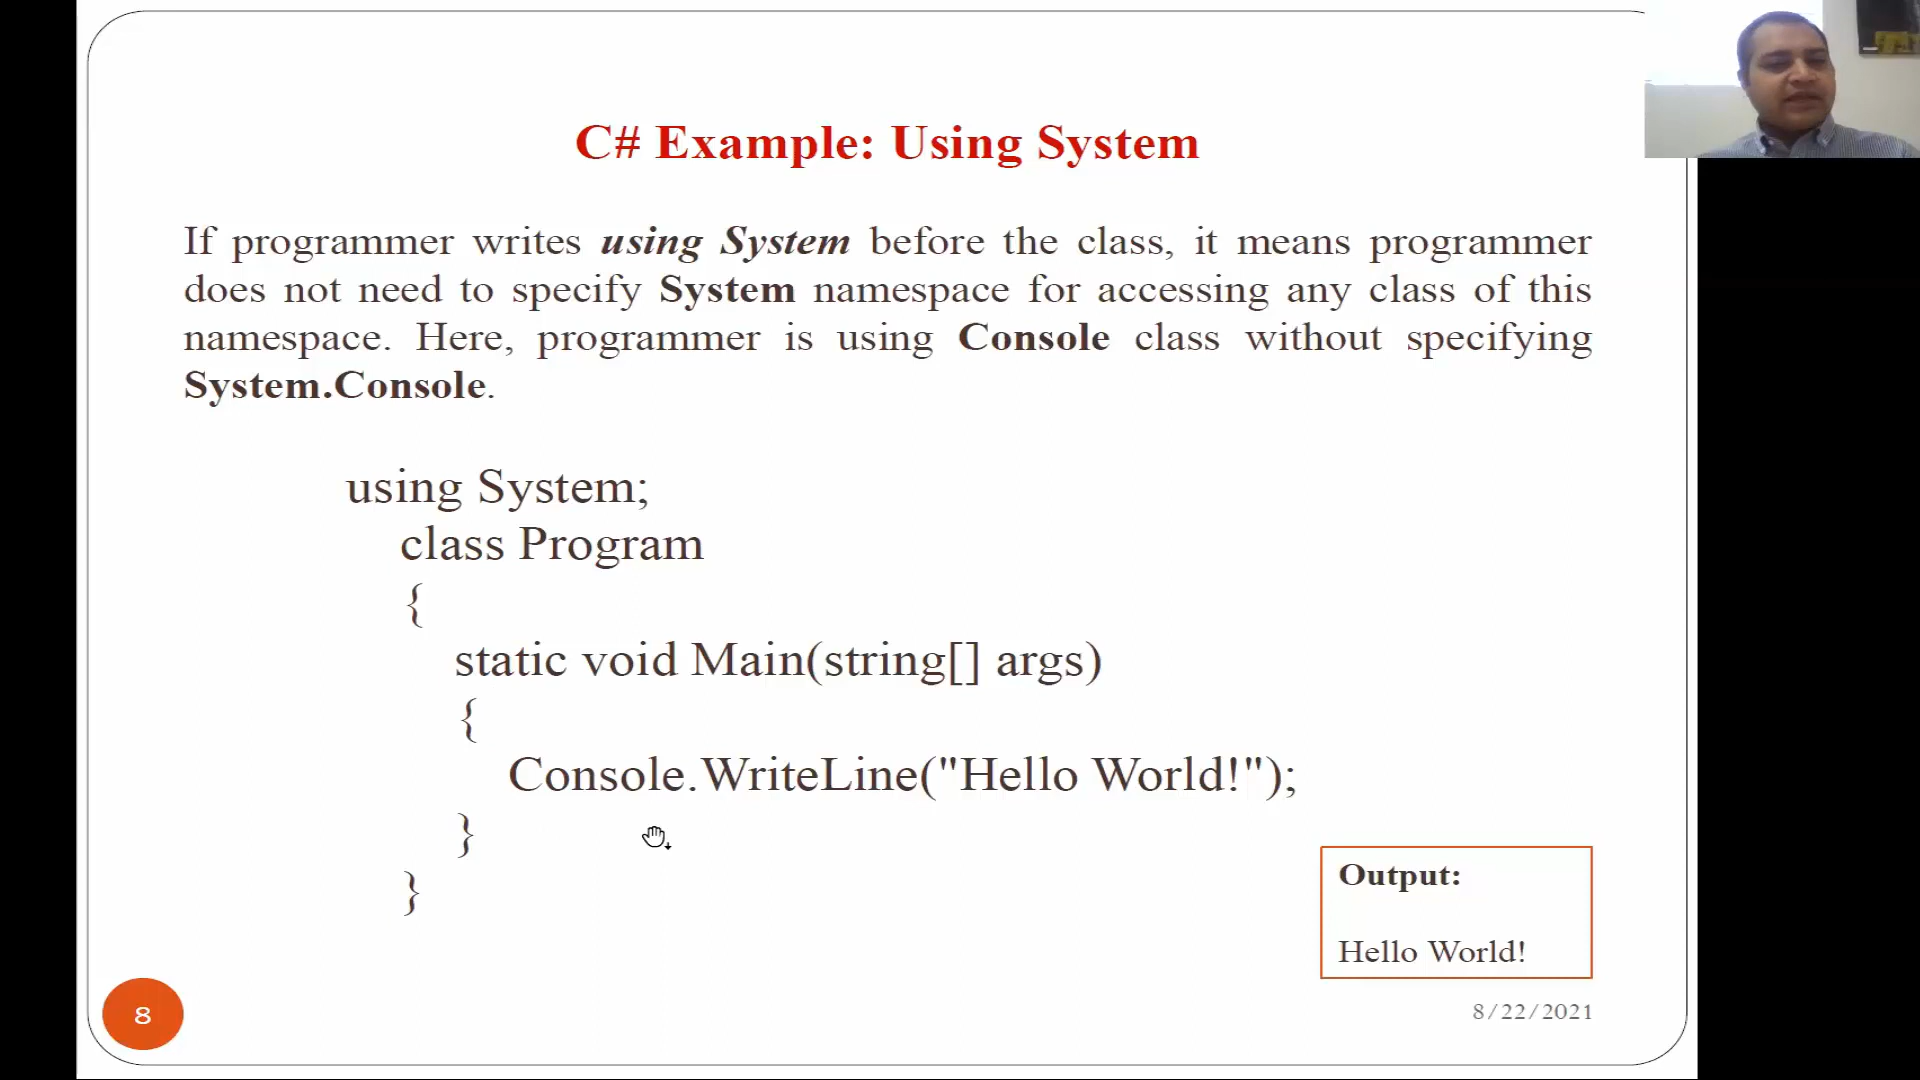 C# Example: Using System
If programmer writes using System before the class, it means programmer
does not need to specify System namespace for accessing any class of this
namespace. Here, programmer is using Console class without specifying
System.Console.
using System;
class Program
{
static void Main(string[] args)
{
Console.WriteLine("Hello World!");
}
}
Output:
Hello World!
8
8/22/2021